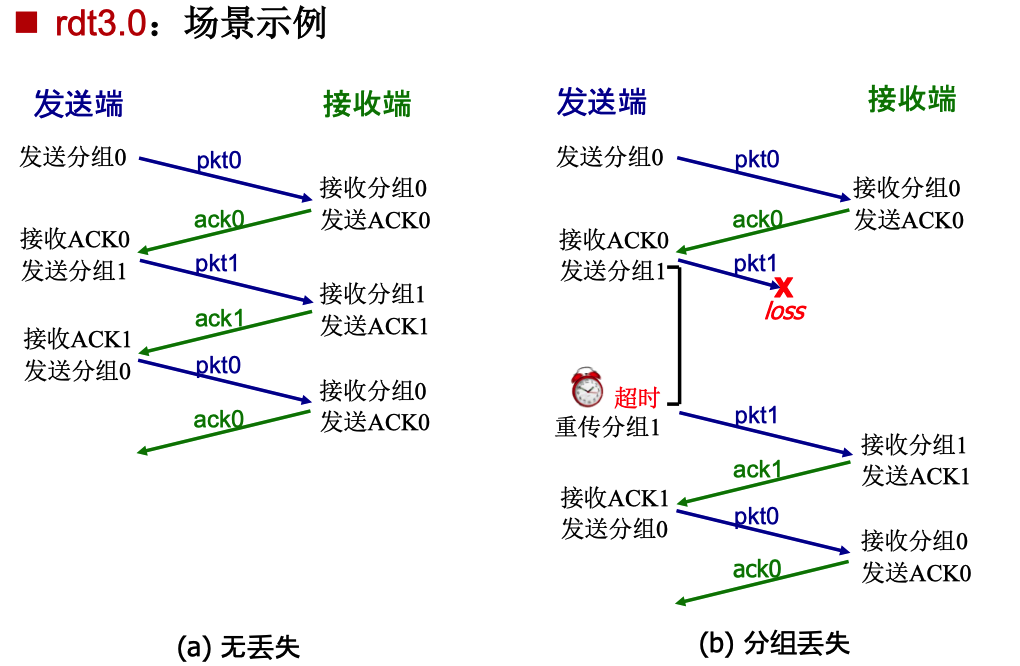 rdt3.0：场景示例
发送端
接收端
发送分组0
pkt0
接收分组0
发送ACK0
ack0
接收ACK0
发送分组1
pkt1
接收分组1
发送ACK1
ack1
接收ACK1
发送分组0
pkt0
接收分组0
发送ACK0
ack0
(a) 无丢失
发送端
接收端
发送分组0
pkt0
接收分组0
发送ACK0
ack0
接收ACK0
发送分组1
pkt1
X
loss
超时
重传分组1
pkt1
接收分组1
发送ACK1
ack1
接收ACK1
发送分组0
pkt0
接收分组0
发送ACK0
ack0
(b) 分组丢失